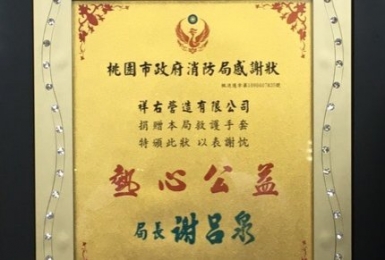 桃園市政府消防局感謝狀
祥右營造有限公司
捐贈本局救護手套
特頒此狀 以表謝忱
熱心公益
局長 謝呂泉